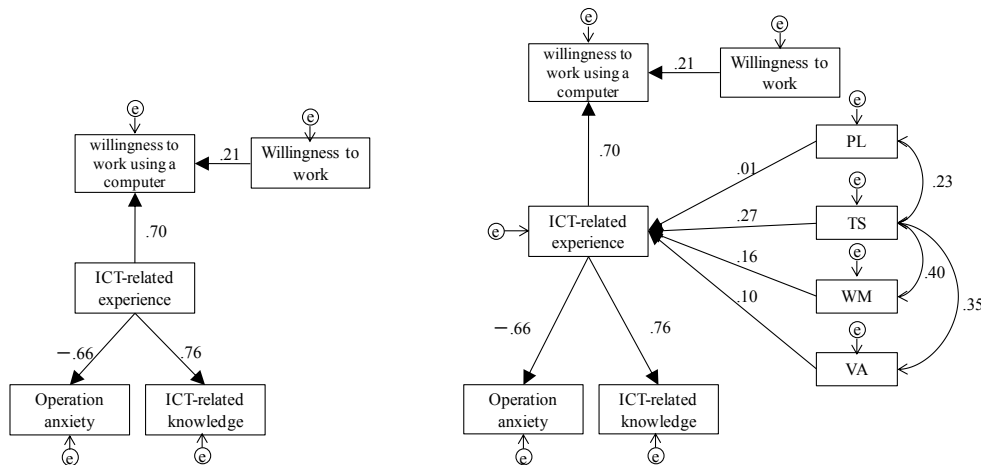 e
willingness to
work using a
computer
.21
e
Willingness to
work
.70
ICT-related
experience
−.66
.76
Operation
anxiety
e
ICT-related
knowledge
e
e
willingness to
work using a
computer
.21
e
Willingness to
work
.70
e
ICT-related
experience
.01
.27
.16
.10
e
PL
e
TS
e
WM
e
VA
.23
.40
.35
−.66
.76
Operation
anxiety
e
ICT-related
knowledge
e